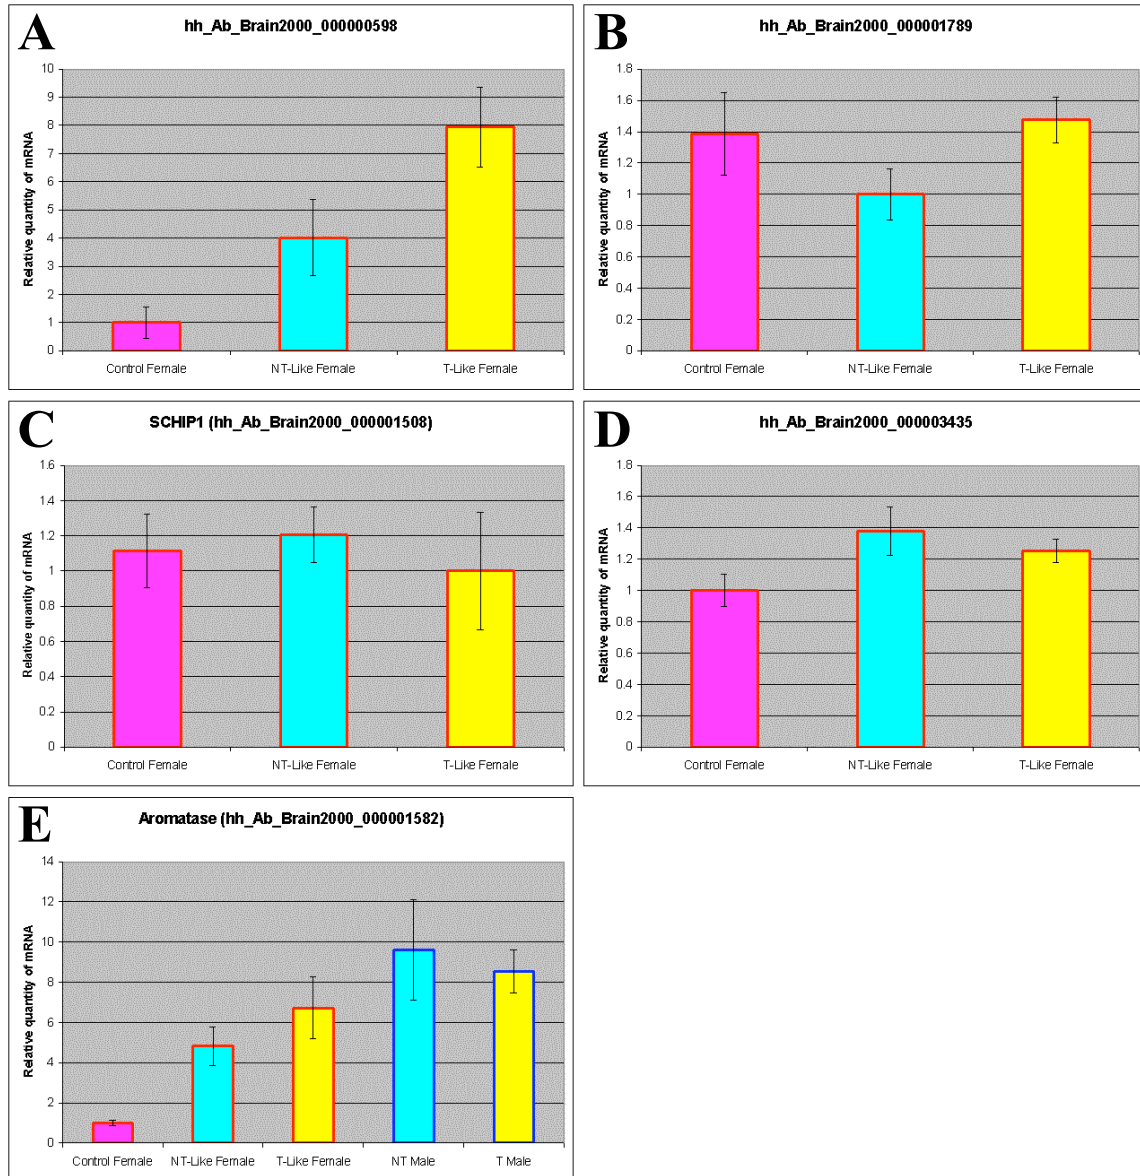 A
hh_Ab_Brain2000_000000598
Relative quantity of mRNA
10
9
8
7
6
5
4
3
2
1
0
Control Female NT-Like Female T-Like Female
B
hh_Ab_Brain2000_000001789
Relative quantity of mRNA
1.8
1.6
1.4
1.2
1
0.8
0.6
0.4
0.2
0
Control Female NT-Like Female T-Like Female
C
SCHIP1 (hh_Ab_Brain2000_000001508)
Relative quantity of mRNA
1.6
1.4
1.2
1
0.8
0.6
0.4
0.2
0
Control Female NT-Like Female T-Like Female
D
hh_Ab_Brain2000_000003435
Relative quantity of mRNA
1.8
1.6
1.4
1.2
1
0.8
0.6
0.4
0.2
0
Control Female NT-Like Female T-Like Female
E
Aromatase (hh_Ab_Brain2000_000001582)
Relative quantity of mRNA
14
12
10
8
6
4
2
0
Control Female NT-Like Female T-Like Female NT Male T Male